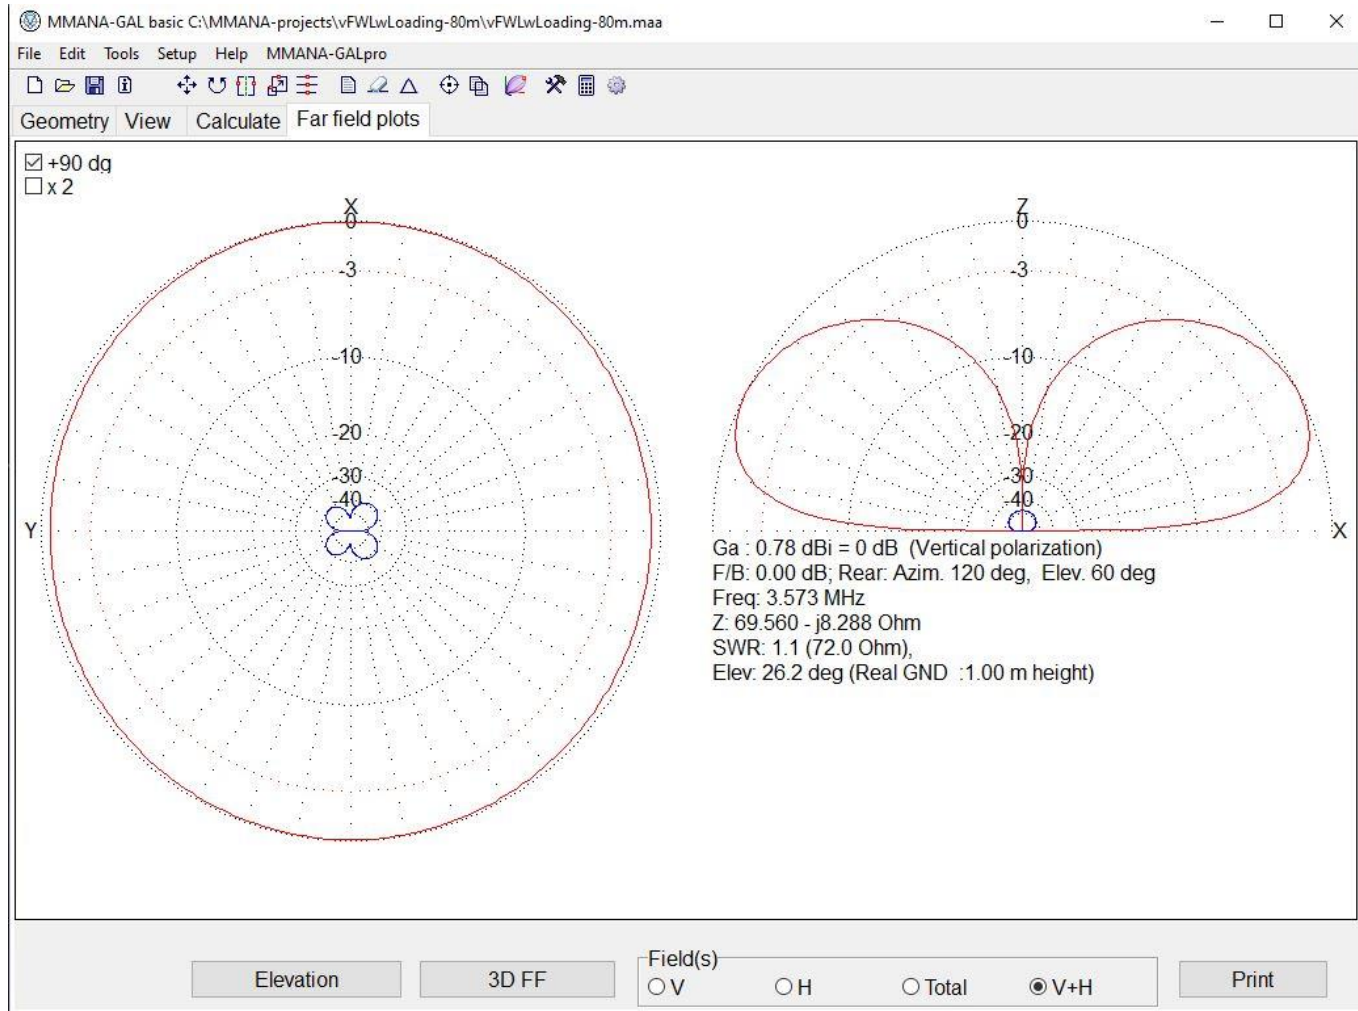 MMANA-GAL basic C:\MMANA-projects\vFWLwLoading-80m\vFWLwLoading-80m.maa
File Edit Tools Setup Help MMANA-GALpro
Geometry View Calculate Far field plots
+90 dg
x 2
X
0
-3
-10
-20
-30
-40
Y
Z
0
-3
-10
-20
-30
-40
X
Ga : 0.78 dBi = 0 dB (Vertical polarization)
F/B: 0.00 dB; Rear: Azim. 120 deg, Elev. 60 deg
Freq: 3.573 MHz
Z: 69.560 - j8.288 Ohm
SWR: 1.1 (72.0 Ohm),
Elev: 26.2 deg (Real GND :1.00 m height)
Elevation
3D FF
Field(s)
V H Total V+H
Print